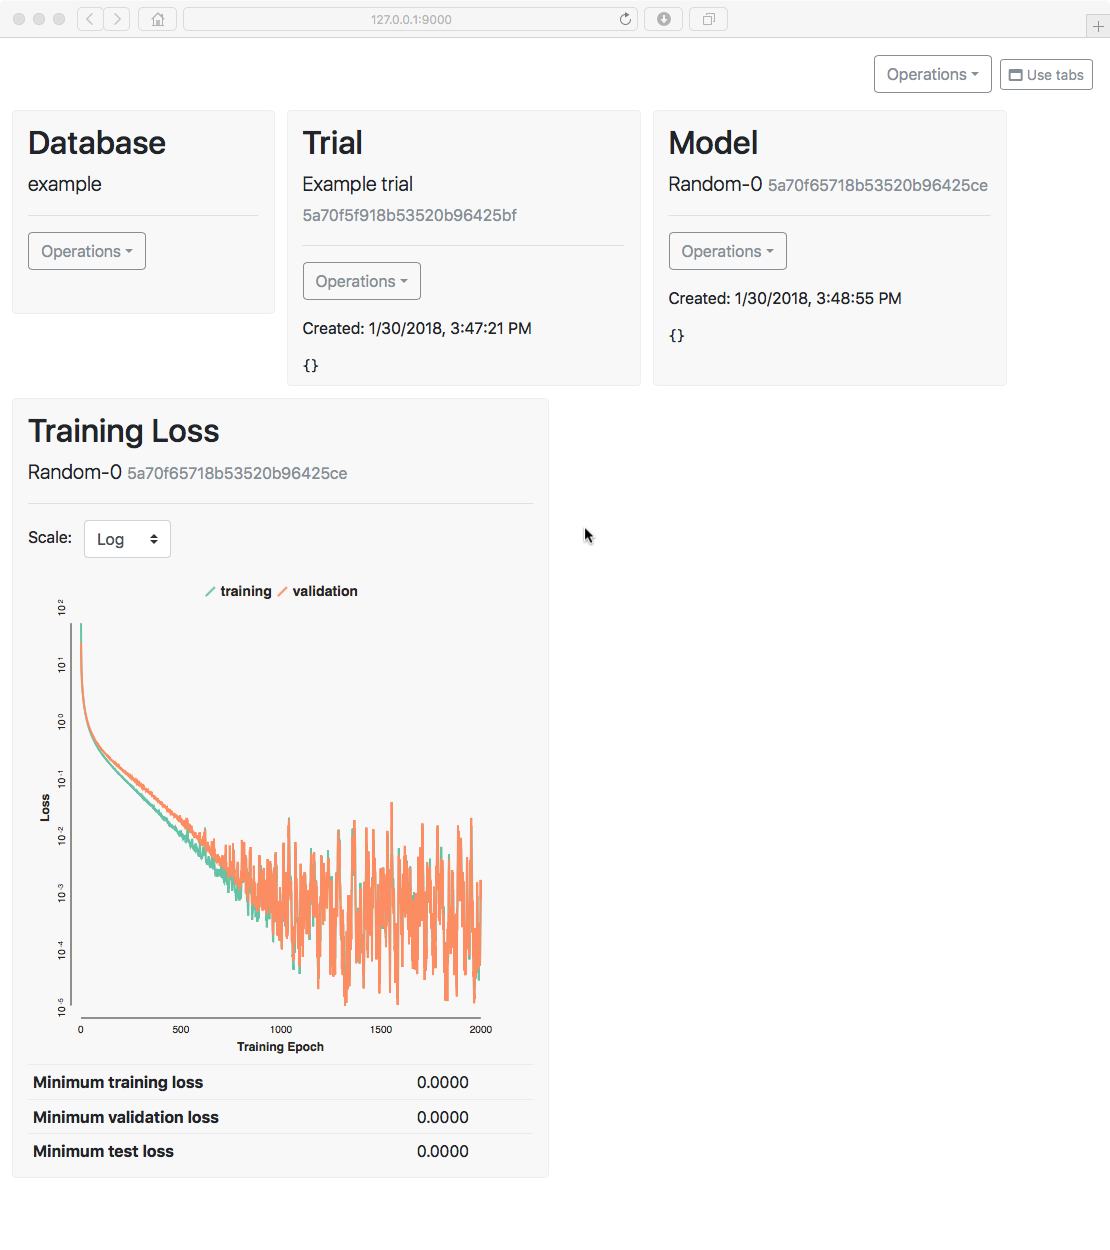 127.0.0.1:9000
Operations
Use tabs
Database
example
Operations
Trial
Example trial
5a70f5f918b53520b96425bf
Operations
Created: 1/30/2018, 3:47:21 PM
{}
Model
Random-0 5a70f65718b53520b96425ce
Operations
Created: 1/30/2018, 3:48:55 PM
{}
Training Loss
Random-0 5a70f65718b53520b96425ce
Scale: Log
training validation
10^2
10^1
10^0
10^-1
10^-2
10^-3
10^-4
10^-5
Loss
0 500 1000 1500 2000
Training Epoch
Minimum training loss 0.0000
Minimum validation loss 0.0000
Minimum test loss 0.0000